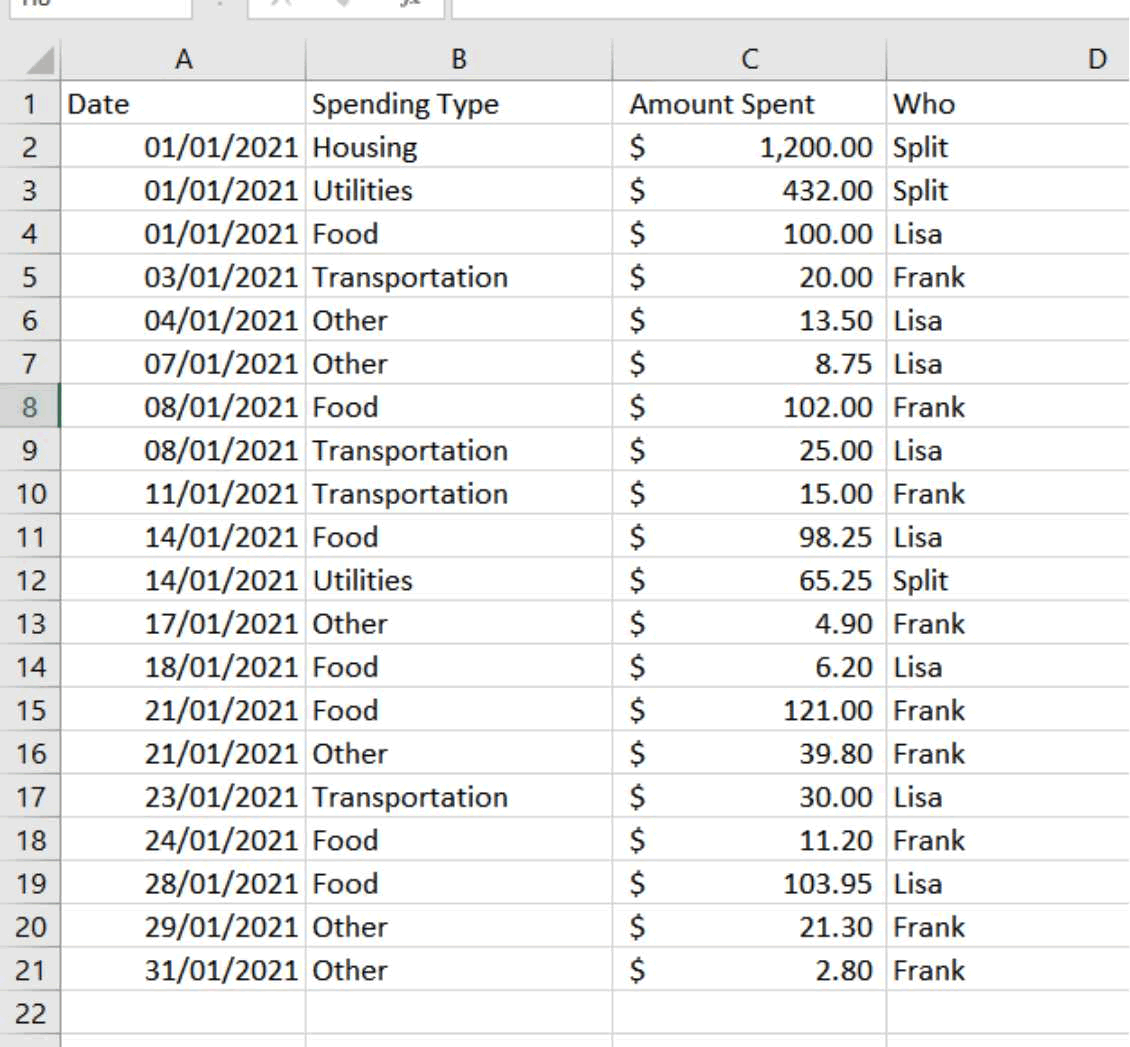 A B C D
1 Date Spending Type Amount Spent Who
2 01/01/2021 Housing $ 1,200.00 Split
3 01/01/2021 Utilities $ 432.00 Split
4 01/01/2021 Food $ 100.00 Lisa
5 03/01/2021 Transportation $ 20.00 Frank
6 04/01/2021 Other $ 13.50 Lisa
7 07/01/2021 Other $ 8.75 Lisa
8 08/01/2021 Food $ 102.00 Frank
9 08/01/2021 Transportation $ 25.00 Lisa
10 11/01/2021 Transportation $ 15.00 Frank
11 14/01/2021 Food $ 98.25 Lisa
12 14/01/2021 Utilities $ 65.25 Split
13 17/01/2021 Other $ 4.90 Frank
14 18/01/2021 Food $ 6.20 Lisa
15 21/01/2021 Food $ 121.00 Frank
16 21/01/2021 Other $ 39.80 Frank
17 23/01/2021 Transportation $ 30.00 Lisa
18 24/01/2021 Food $ 11.20 Frank
19 28/01/2021 Food $ 103.95 Lisa
20 29/01/2021 Other $ 21.30 Frank
21 31/01/2021 Other $ 2.80 Frank
22